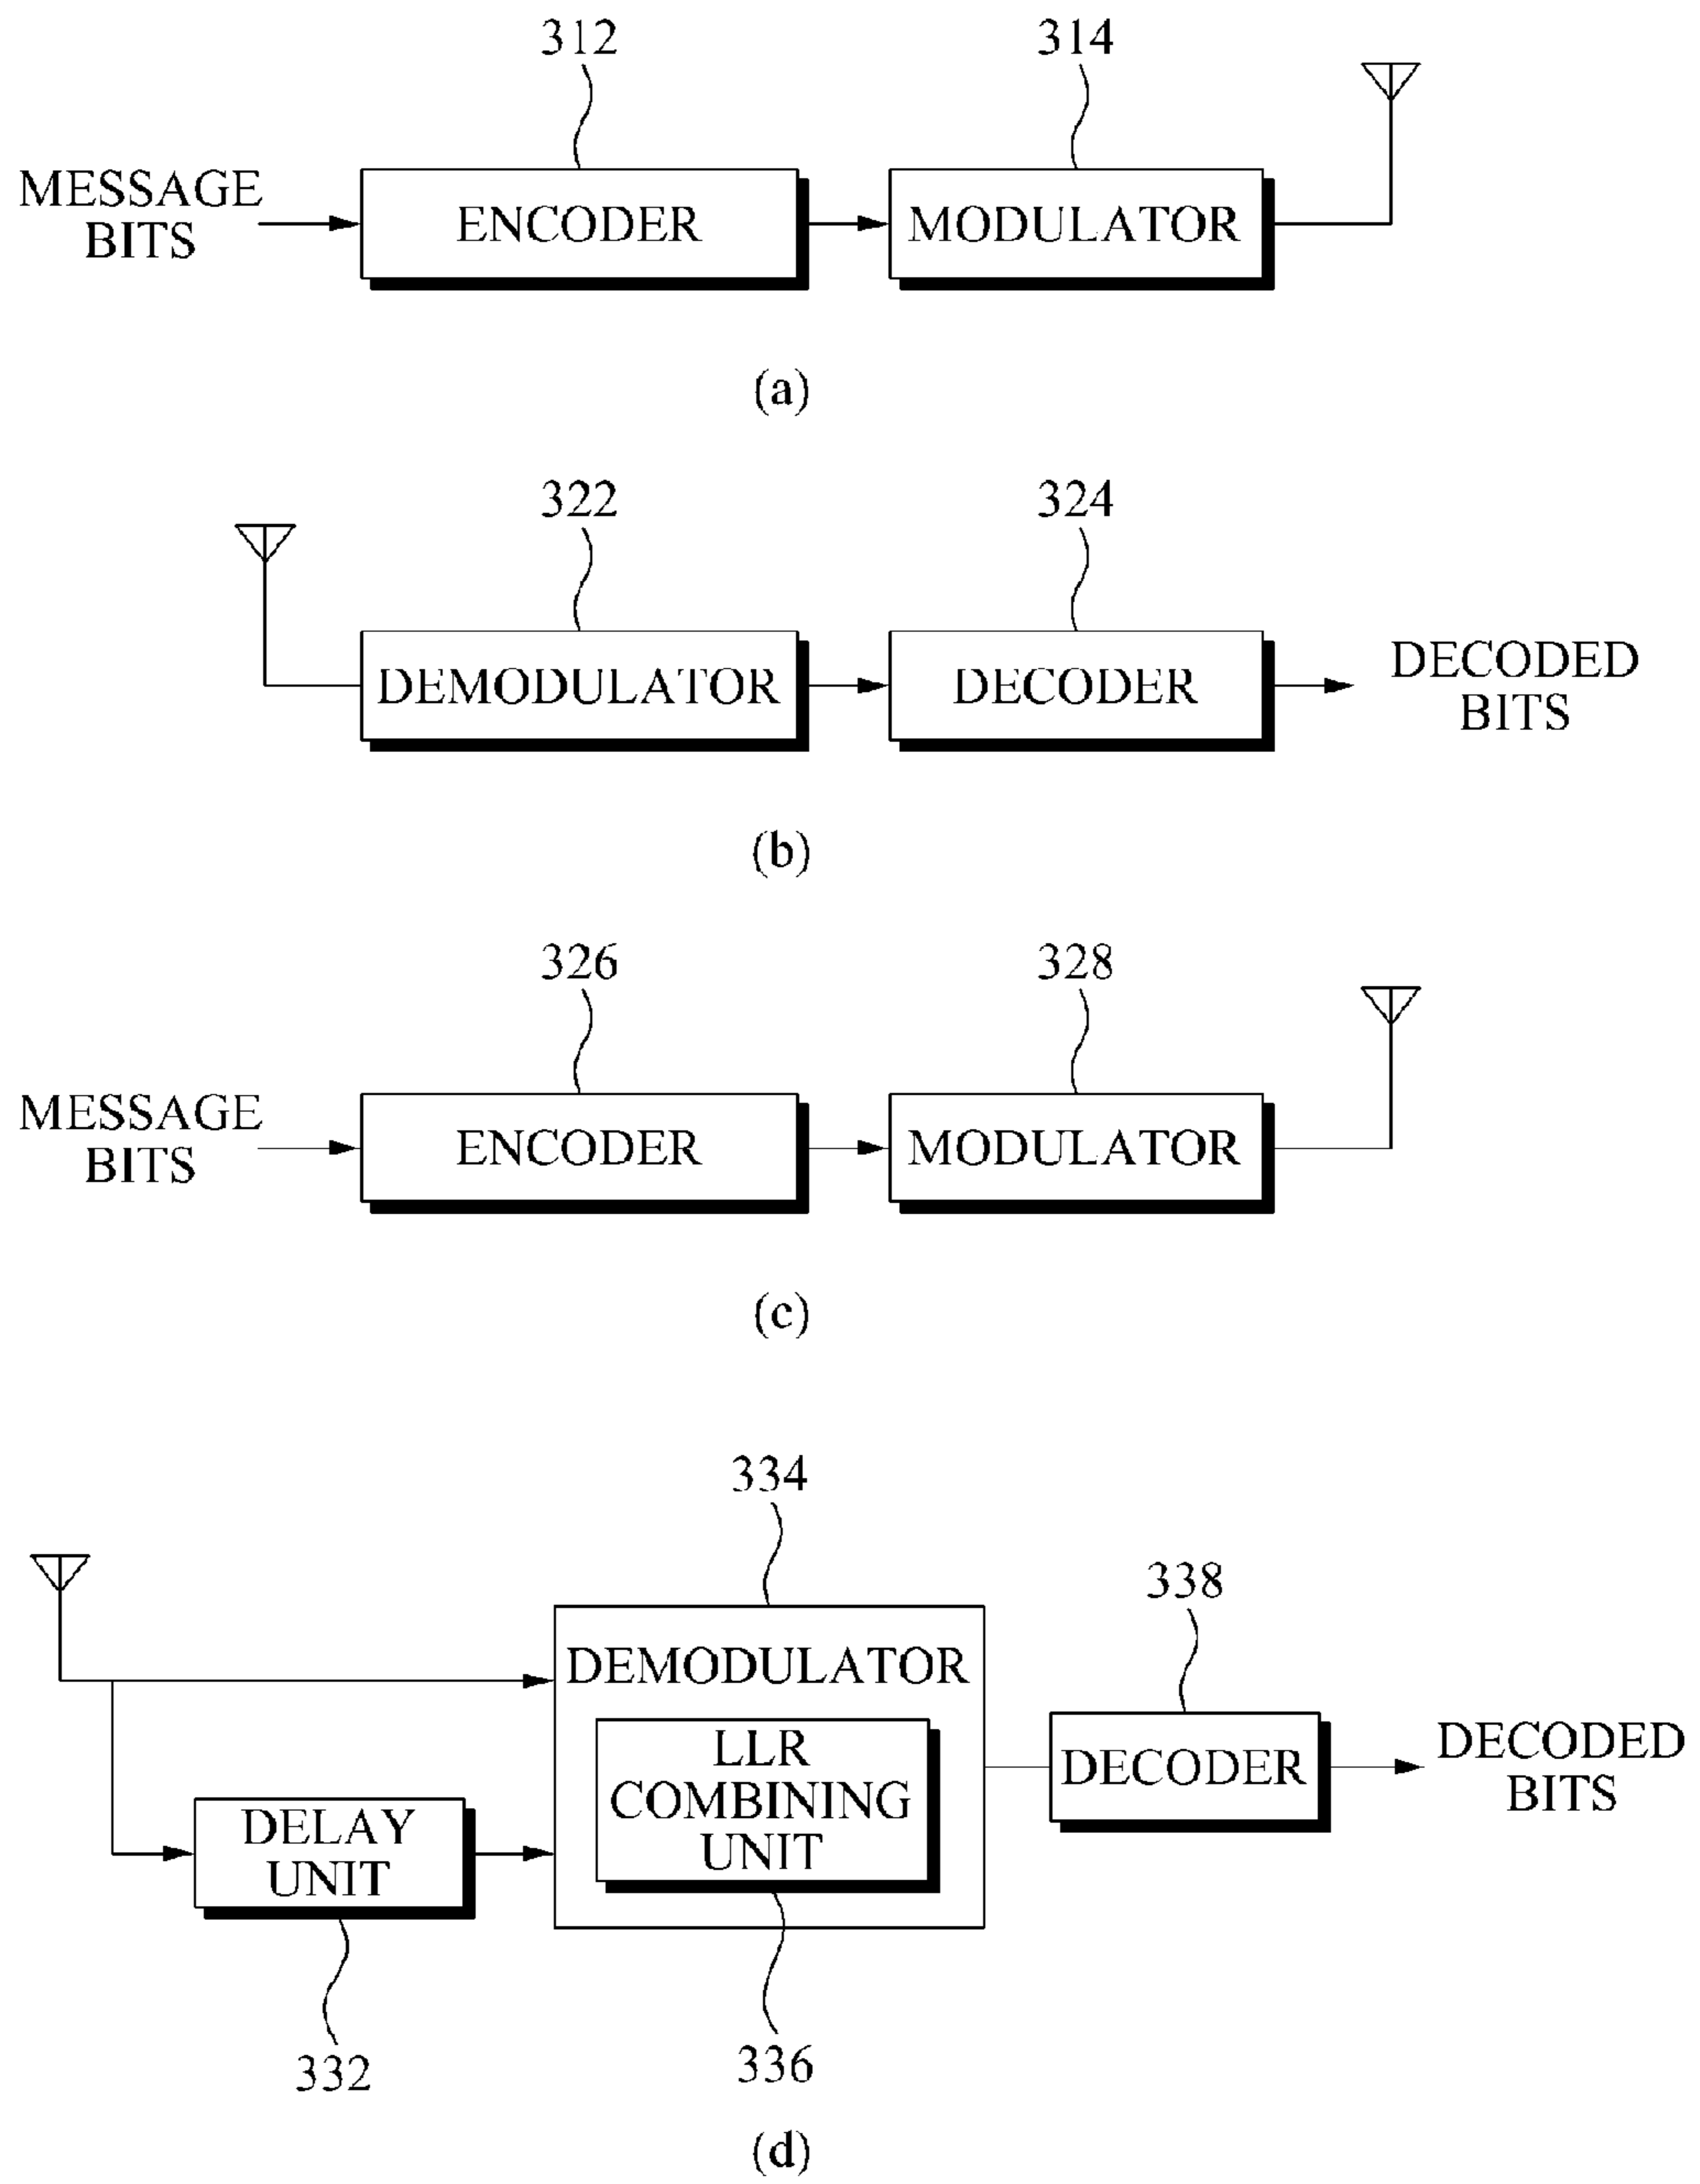 312
314
MESSAGE
BITS
ENCODER
MODULATOR
(a)
322
324
DEMODULATOR
DECODER
DECODED
BITS
(b)
326
328
MESSAGE
BITS
ENCODER
MODULATOR
(c)
334
338
DEMODULATOR
LLR
COMBINING
UNIT
DECODER
DECODED
BITS
DELAY
UNIT
332
336
(d)